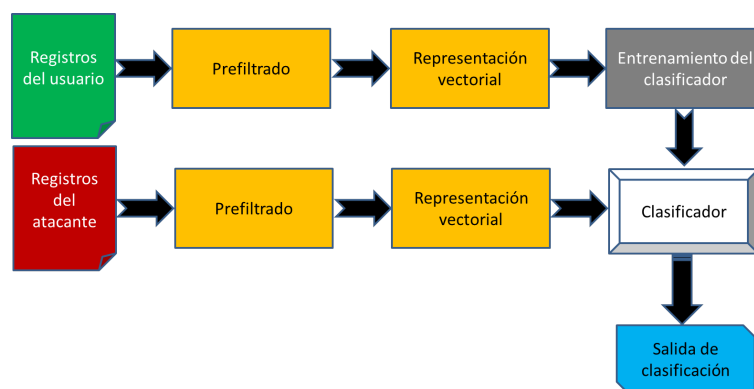 Registros
del usuario
Prefiltrado
Representación
vectorial
Entrenamiento del
clasificador
Registros
del
atacante
Prefiltrado
Representación
vectorial
Clasificador
Salida de
clasificación